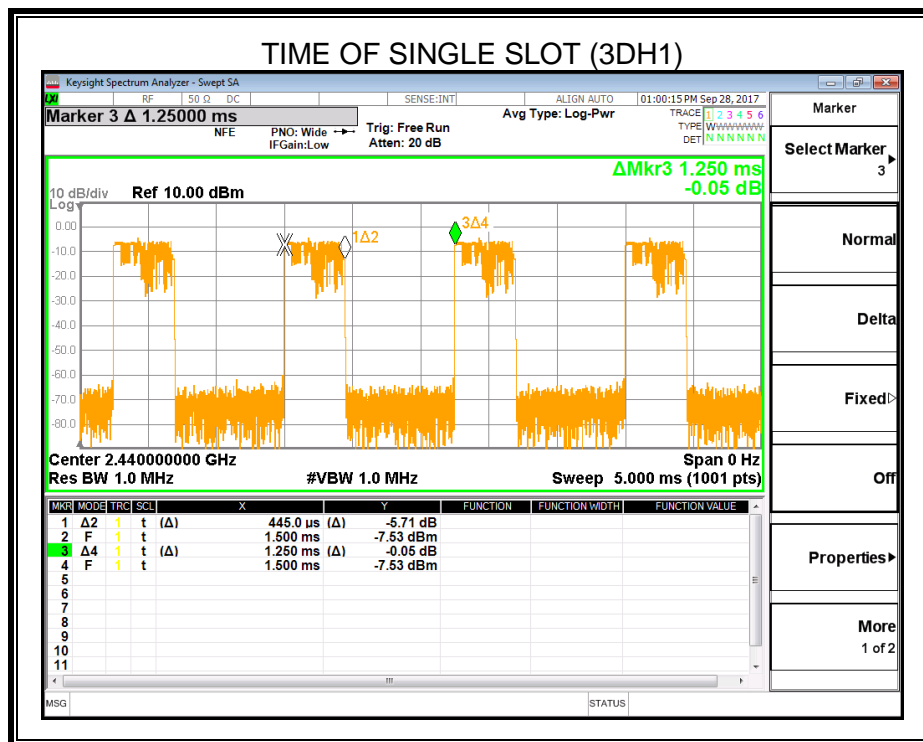 TIME OF SINGLE SLOT (3DH1)
Keysight Spectrum Analyzer - Swept SA
LXI RF 50 Ω DC SENSE:INT ALIGN AUTO 01:00:15 PM Sep 28, 2017
Marker 3 Δ 1.25000 ms
NFE PNO: Wide IFGain:Low Trig: Free Run Atten: 20 dB Avg Type: Log-Pwr
TRACE 1 2 3 4 5 6
TYPE WWWWWW
DET N N N N N N
ΔMkr3 1.250 ms
-0.05 dB
10 dB/div Ref 10.00 dBm
Log
1Δ2
3Δ4
0.00
-10.0
-20.0
-30.0
-40.0
-50.0
-60.0
-70.0
-80.0
Center 2.440000000 GHz Span 0 Hz
Res BW 1.0 MHz #VBW 1.0 MHz Sweep 5.000 ms (1001 pts)
MKR MODE TRC SCL X Y FUNCTION FUNCTION WIDTH FUNCTION VALUE
1 Δ2 1 t (Δ) 445.0 µs (Δ) -5.71 dB
2 F 1 t 1.500 ms -7.53 dBm
3 Δ4 1 t (Δ) 1.250 ms (Δ) -0.05 dB
4 F 1 t 1.500 ms -7.53 dBm
5
6
7
8
9
10
11
MSG STATUS
Marker
Select Marker
3
Normal
Delta
Fixed
Off
Properties
More
1 of 2